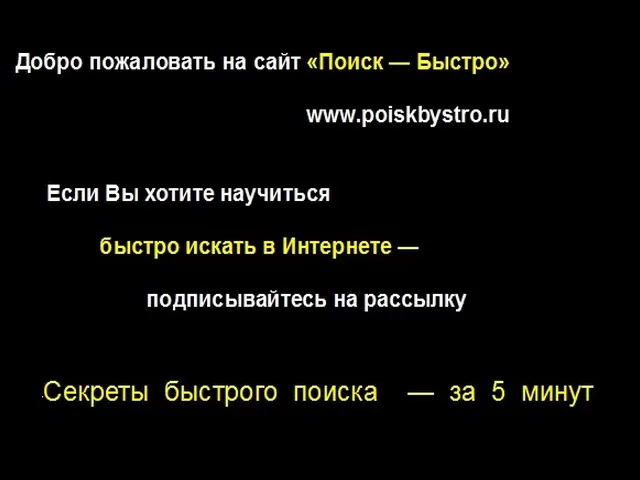 Добро пожаловать на сайт «Поиск — Быстро»
www.poiskbystro.ru
Если Вы хотите научиться
быстро искать в Интернете —
подписывайтесь на рассылку
Секреты быстрого поиска — за 5 минут